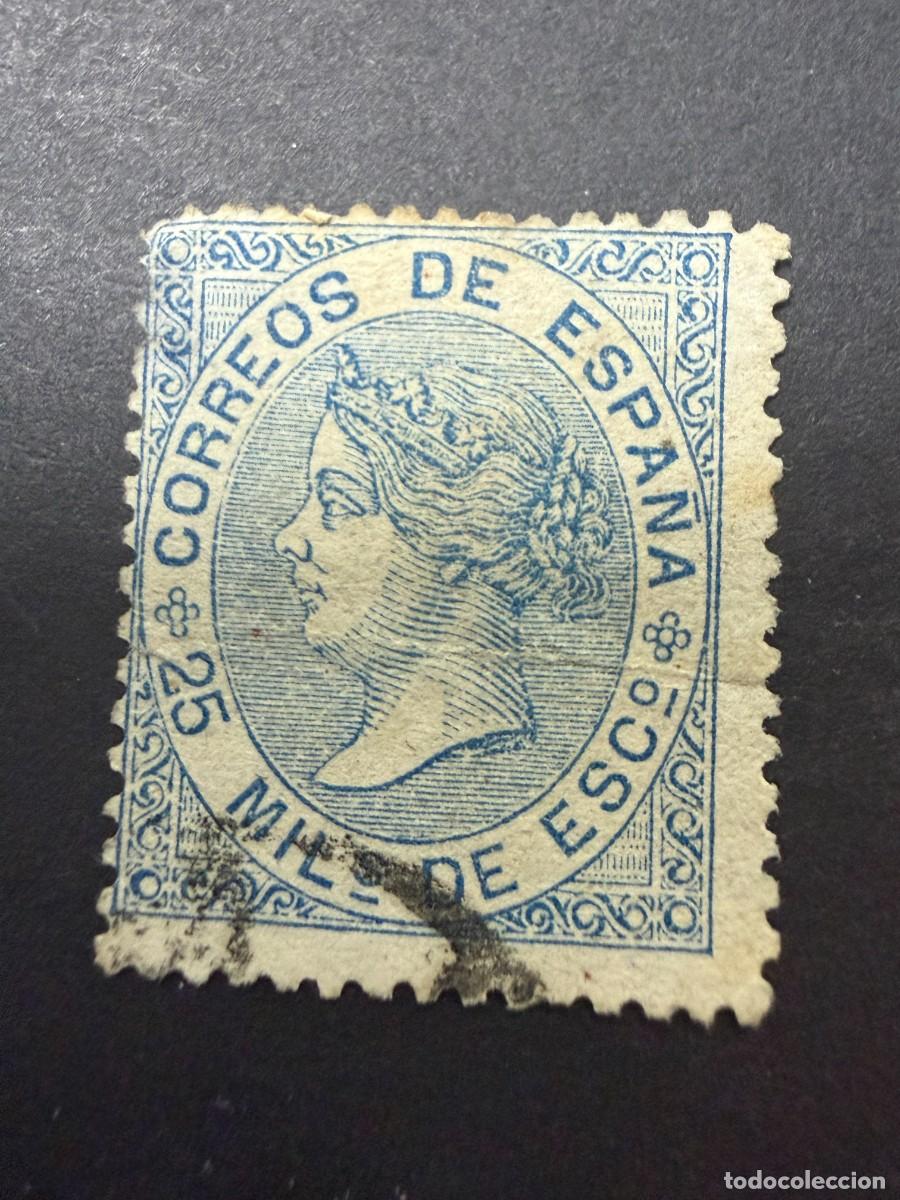 CORREOS DE ESPAÑA
25 MILS DE ESCº
todocoleccion